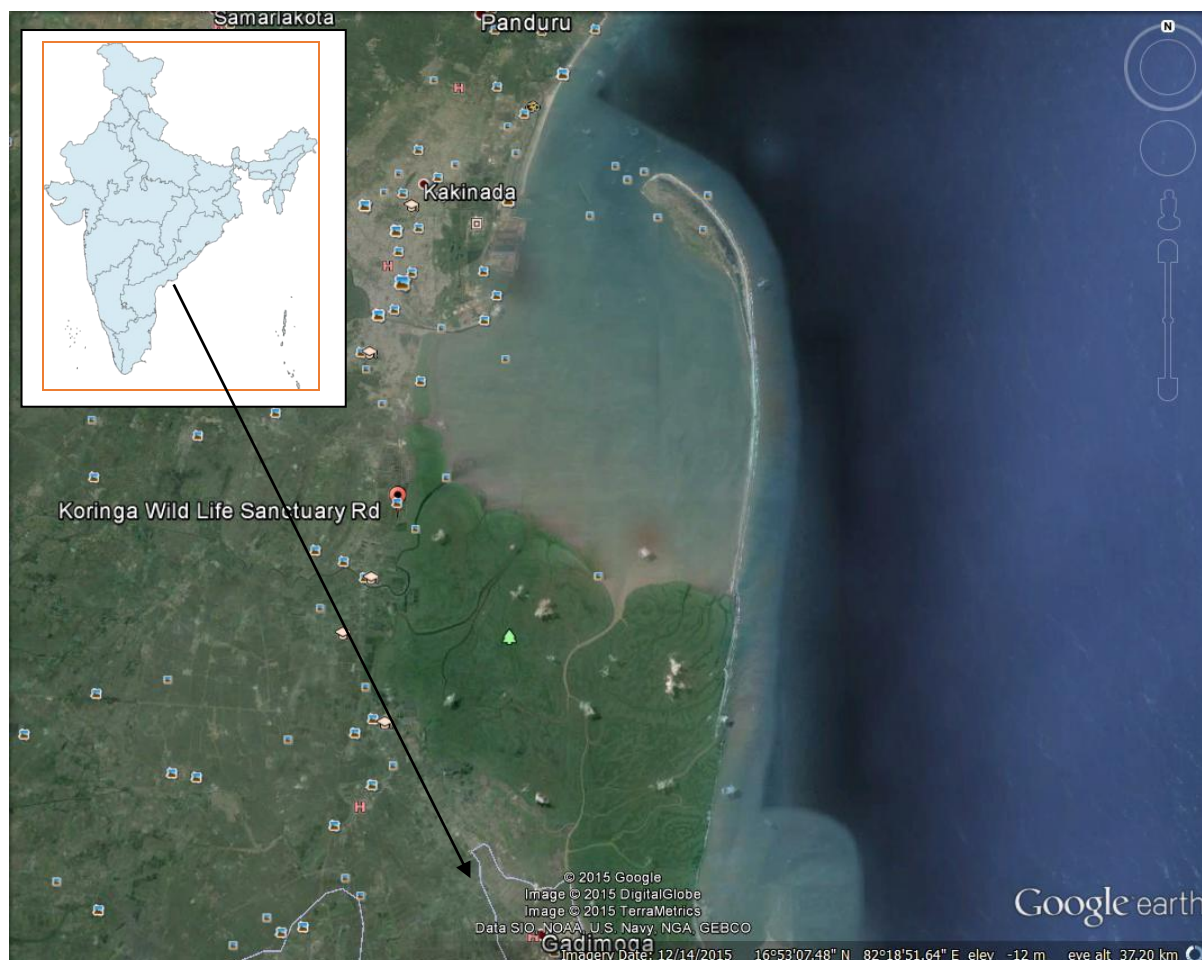 Samarlakota
Panduru
N
H
Kakinada
H
Koringa Wild Life Sanctuary Rd
H
© 2015 Google
Image © 2015 DigitalGlobe
Image © 2015 TerraMetrics
Data SIO, NOAA, U.S. Navy, NGA, GEBCO
Gadimoga
Google earth
Imagery Date: 12/14/2015 16°53'07.48" N 82°18'51.64" E elev -12 m eye alt 37.20 km